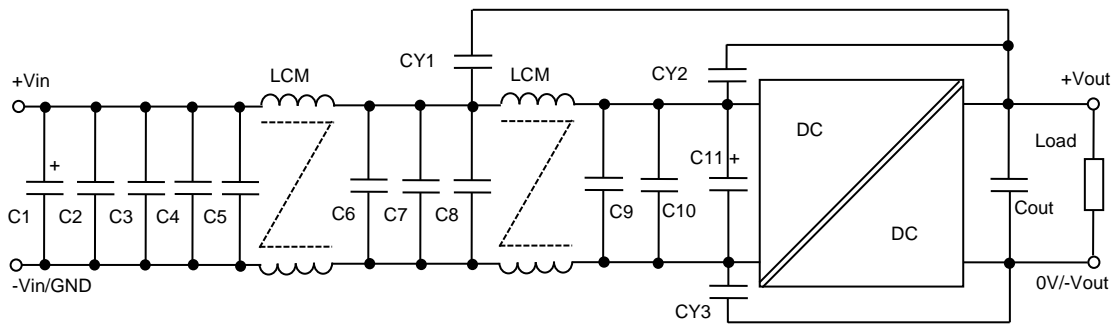 CY1
CY2
+Vin
LCM
LCM
+Vout
DC
Load
C11
+
+
C1
C2
C3
C4
C5
C6
C7
C8
C9
C10
Cout
DC
-Vin/GND
CY3
0V/-Vout